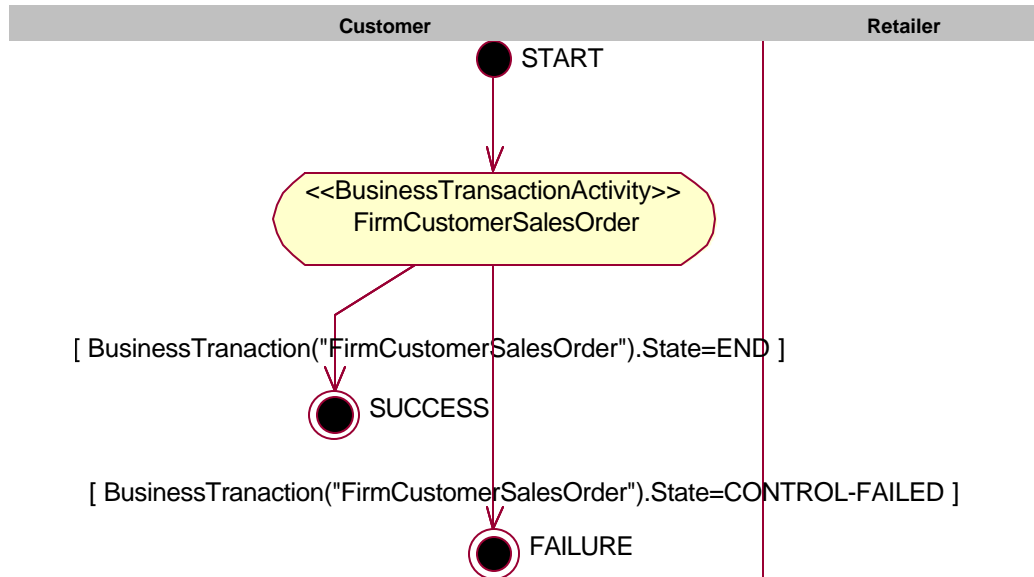 Customer
Retailer
START
<<BusinessTransactionActivity>>
FirmCustomerSalesOrder
[ BusinessTranaction("FirmCustomerSalesOrder").State=END ]
SUCCESS
[ BusinessTranaction("FirmCustomerSalesOrder").State=CONTROL-FAILED ]
FAILURE